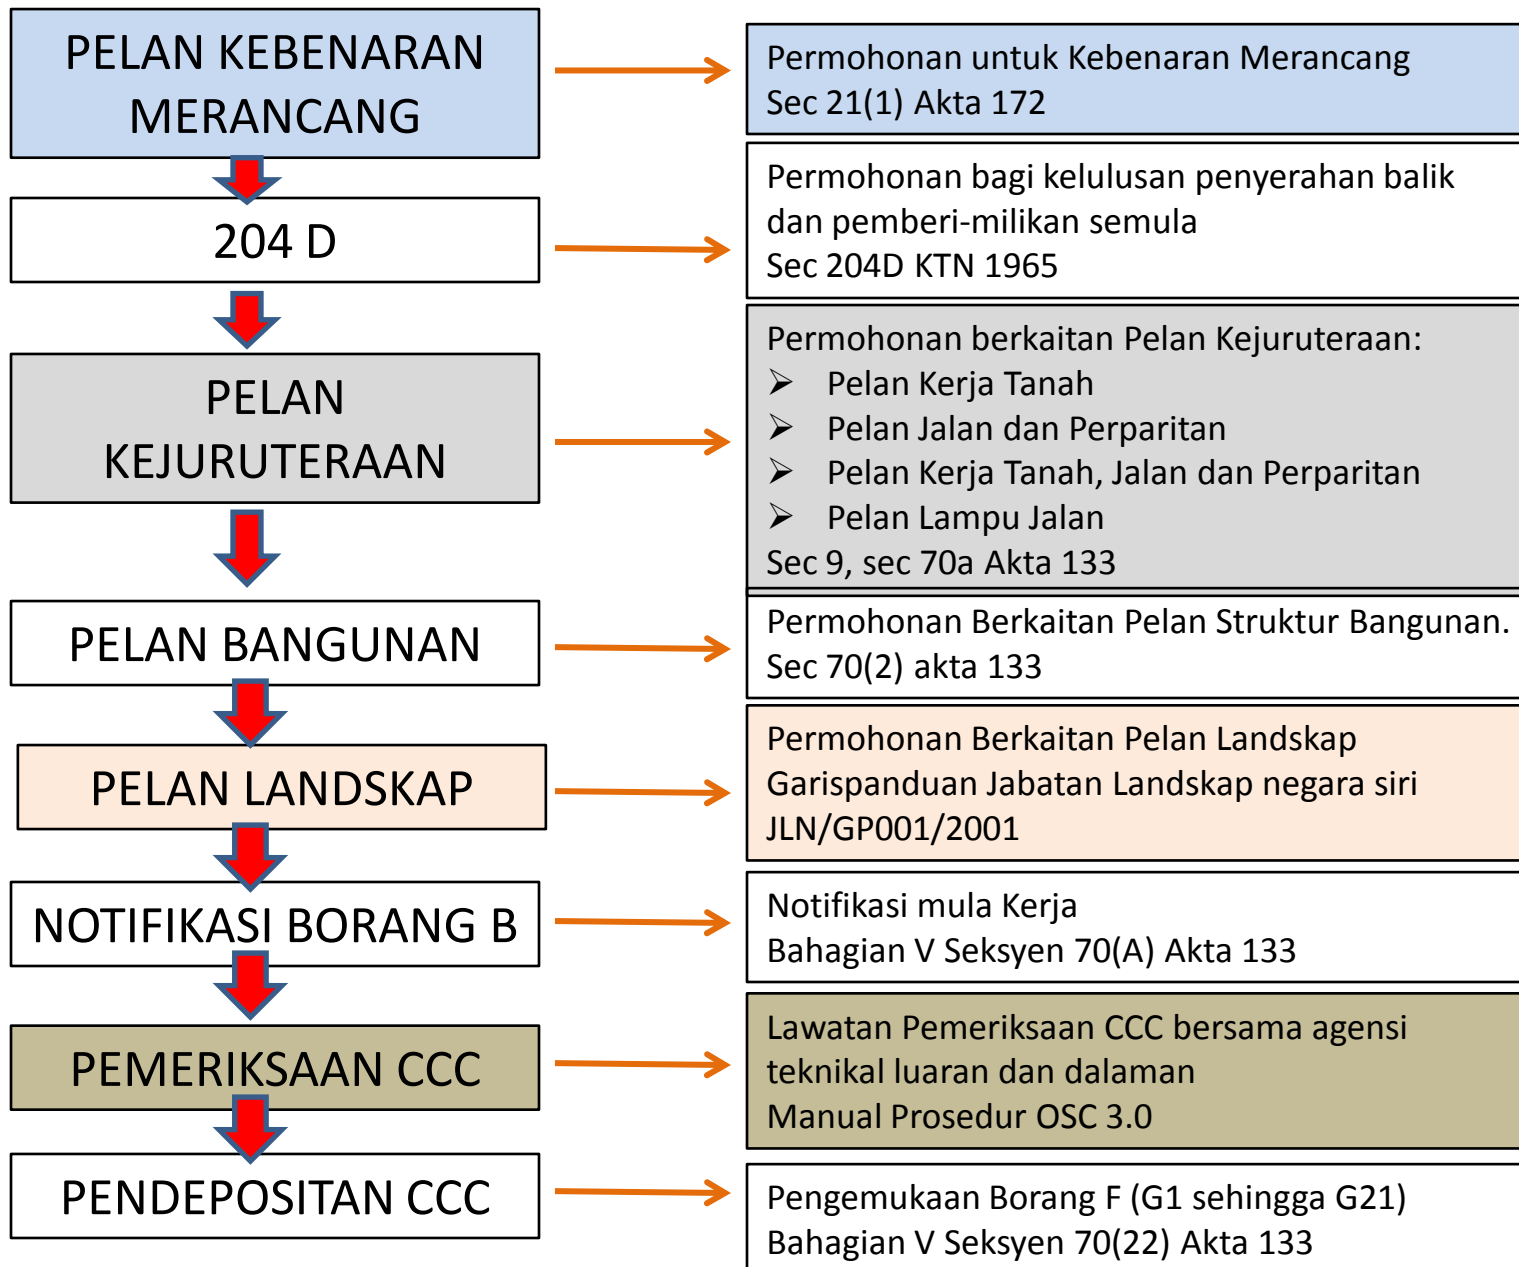 PELAN KEBENARAN
MERANCANG
Permohonan untuk Kebenaran Merancang
Sec 21(1) Akta 172
204 D
Permohonan bagi kelulusan penyerahan balik
dan pemberi-milikan semula
Sec 204D KTN 1965
PELAN
KEJURUTERAAN
Permohonan berkaitan Pelan Kejuruteraan:
➢ Pelan Kerja Tanah
➢ Pelan Jalan dan Perparitan
➢ Pelan Kerja Tanah, Jalan dan Perparitan
➢ Pelan Lampu Jalan
Sec 9, sec 70a Akta 133
PELAN BANGUNAN
Permohonan Berkaitan Pelan Struktur Bangunan.
Sec 70(2) akta 133
PELAN LANDSKAP
Permohonan Berkaitan Pelan Landskap
Garispanduan Jabatan Landskap negara siri
JLN/GP001/2001
NOTIFIKASI BORANG B
Notifikasi mula Kerja
Bahagian V Seksyen 70(A) Akta 133
PEMERIKSAAN CCC
Lawatan Pemeriksaan CCC bersama agensi
teknikal luaran dan dalaman
Manual Prosedur OSC 3.0
PENDEPOSITAN CCC
Pengemukaan Borang F (G1 sehingga G21)
Bahagian V Seksyen 70(22) Akta 133